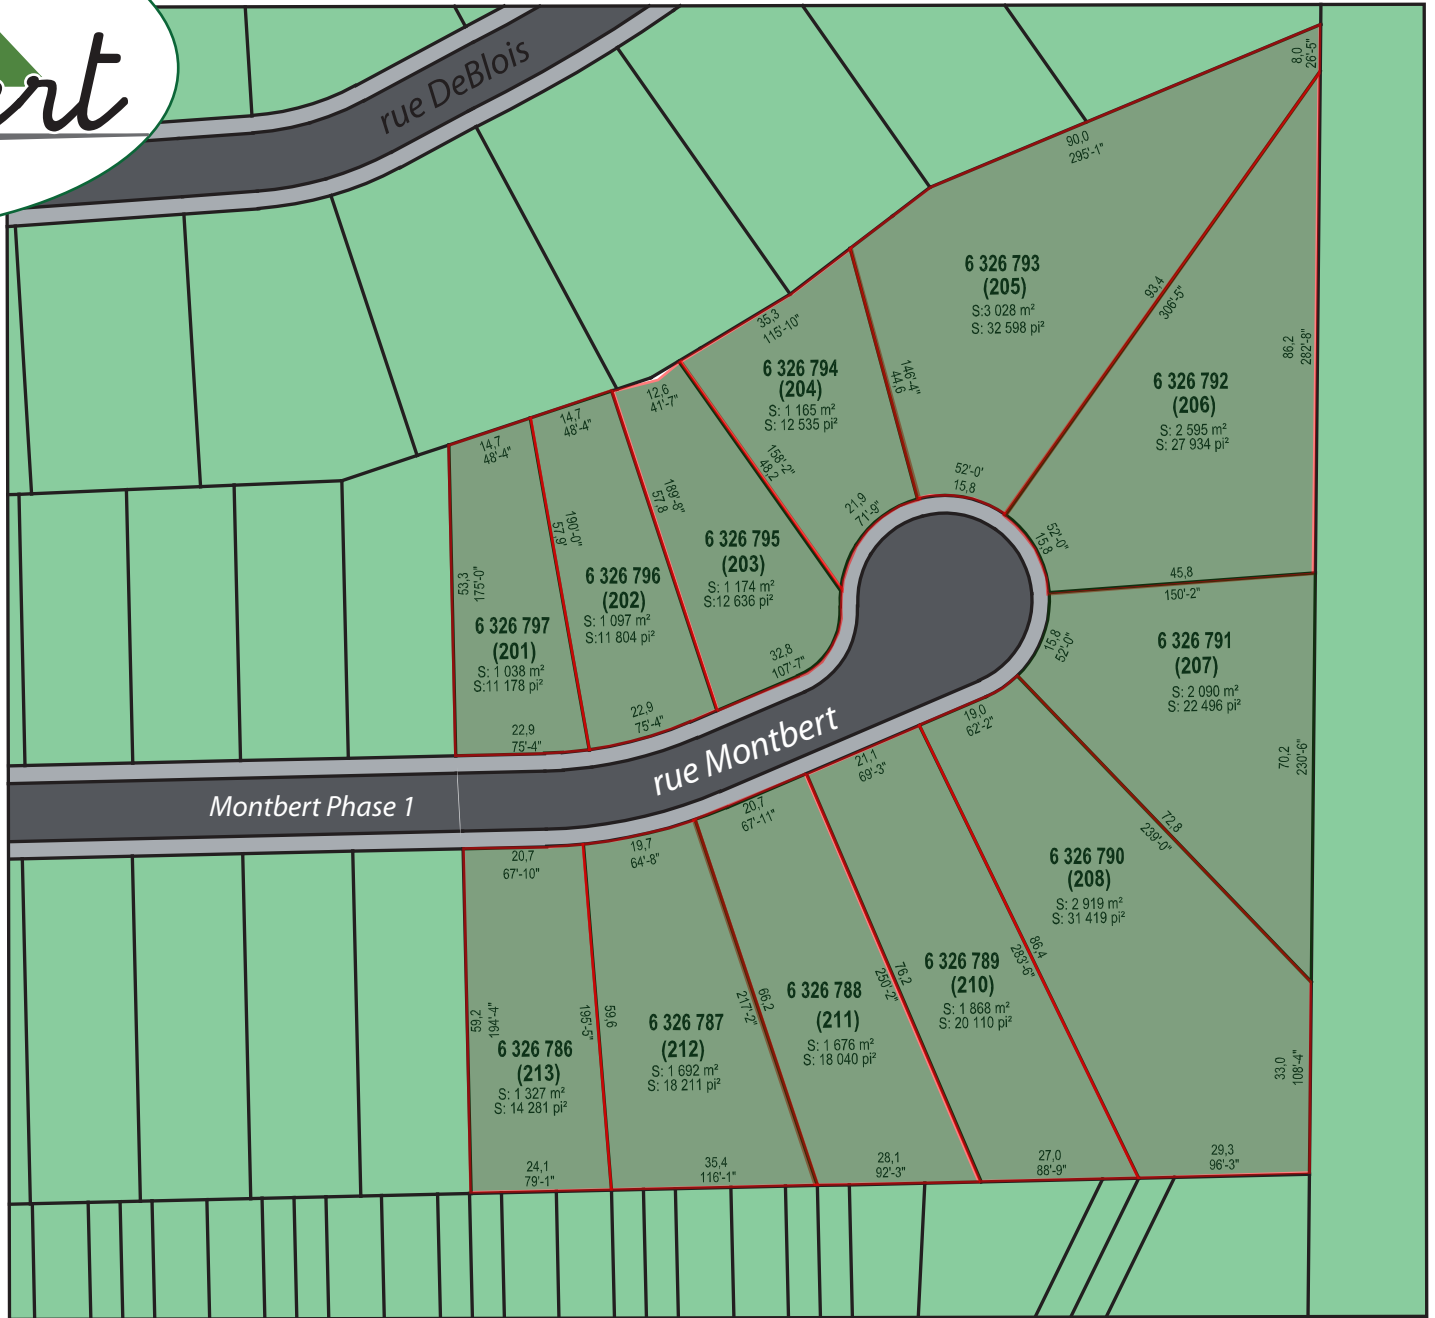 ert
rue DeBlois
8,0
26'-5"
90,0
295'-1"
6 326 793
(205)
S:3 028 m²
S: 32 598 pi²
93,4
306'-5"
86,2
282'-8"
35,3
115'-10"
6 326 794
(204)
S: 1 165 m²
S: 12 535 pi²
146'-4"
44,6
6 326 792
(206)
S: 2 595 m²
S: 27 934 pi²
12,6
41'-7"
14,7
48'-4"
14,7
48'-4"
158'-2"
48,2
189'-8"
57,8
190'-0"
57,9'
52'-0'
15,8
21,9
71'-9"
52'-0"
15,8
6 326 795
(203)
S: 1 174 m²
S:12 636 pi²
6 326 796
(202)
S: 1 097 m²
S:11 804 pi²
53,3
175'-0"
6 326 797
(201)
S: 1 038 m²
S:11 178 pi²
45,8
150'-2"
15,8
52'-0"
6 326 791
(207)
S: 2 090 m²
S: 22 496 pi²
32,8
107'-7"
22,9
75'-4"
22,9
75'-4"
19,0
62'-2"
rue Montbert
Montbert Phase 1
21,1
69'-3"
70,2
230'-6"
20,7
67'-11"
19,7
64'-8"
20,7
67'-10"
72,8
239'-0"
6 326 790
(208)
S: 2 919 m²
S: 31 419 pi²
86,4
283'-6"
6 326 789
(210)
S: 1 868 m²
S: 20 110 pi²
76,2
250'-2"
6 326 788
(211)
S: 1 676 m²
S: 18 040 pi²
66,2
217'-2"
6 326 787
(212)
S: 1 692 m²
S: 18 211 pi²
59,6
195'-5"
59,2
194'-4"
6 326 786
(213)
S: 1 327 m²
S: 14 281 pi²
33,0
108'-4"
24,1
79'-1"
35,4
116'-1"
28,1
92'-3"
27,0
88'-9"
29,3
96'-3"